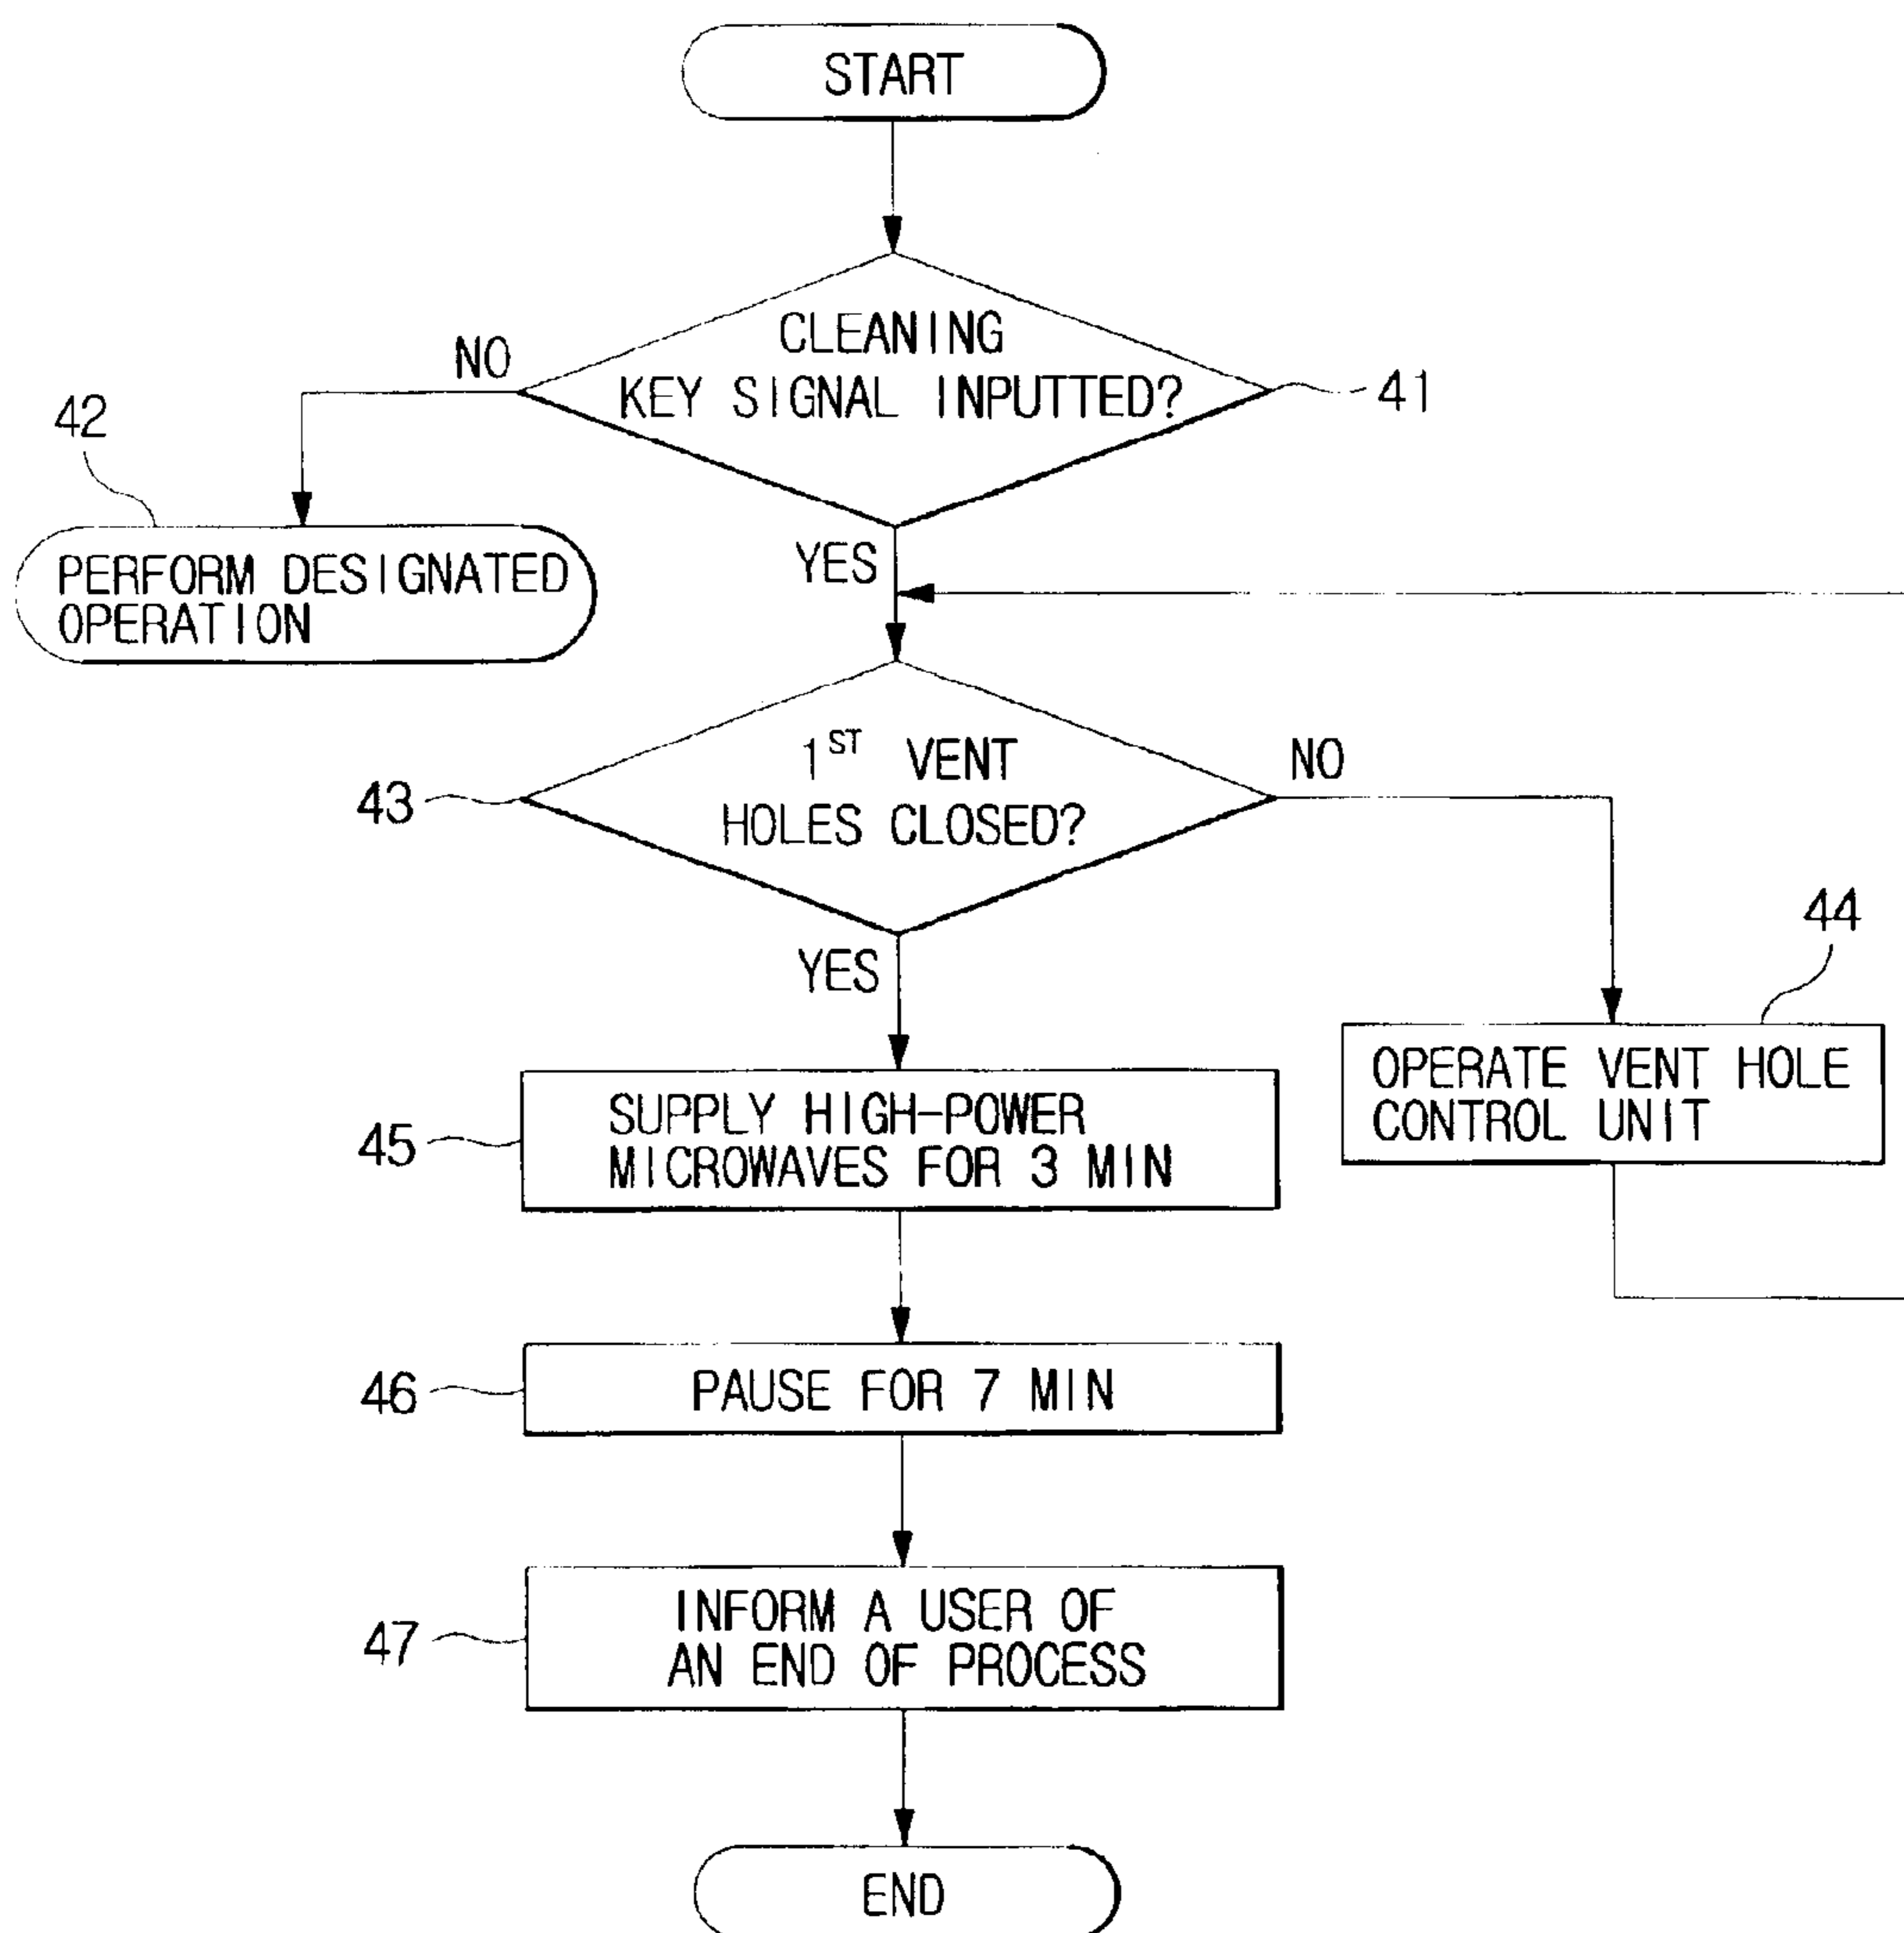 START
CLEANING
KEY SIGNAL INPUTTED?
41
NO
42
PERFORM DESIGNATED
OPERATION
YES
1ST VENT
HOLES CLOSED?
43
NO
44
OPERATE VENT HOLE
CONTROL UNIT
YES
45
SUPPLY HIGH-POWER
MICROWAVES FOR 3 MIN
46
PAUSE FOR 7 MIN
47
INFORM A USER OF
AN END OF PROCESS
END